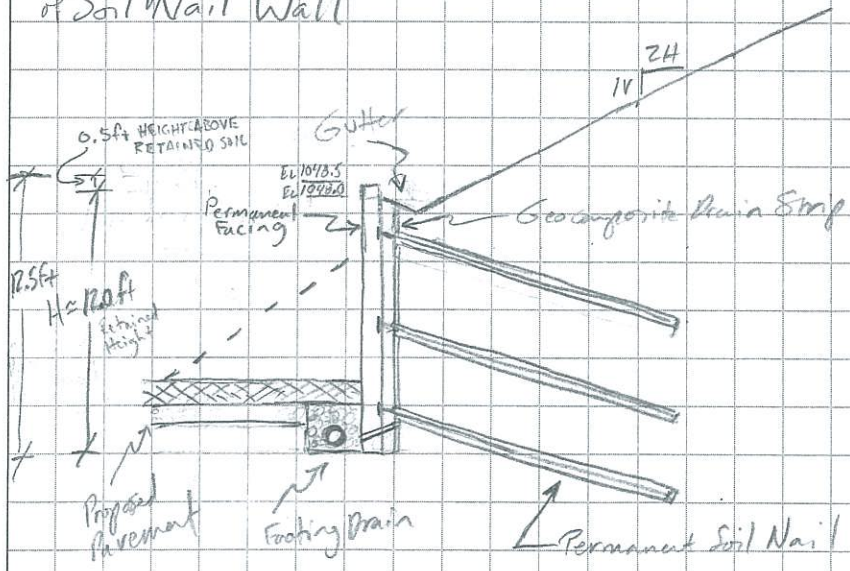 of Soil Nail Wall
2H
1V
0.5ft HEIGHT ABOVE
RETAINED SOIL
Gutter
EL 1048.5
EL 1048.0
Permanent
Facing
Geocomposite Drain Strip
12.5ft
H = 12.0ft
Retained
Height
Proposed
Pavement
Footing Drain
Permanent Soil Nail